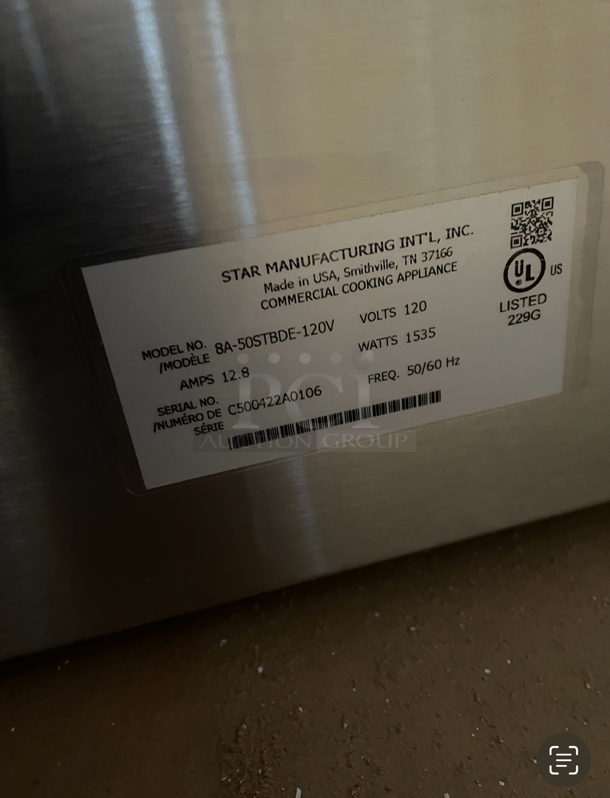 STAR MANUFACTURING INT'L, INC.
Made in USA, Smithville, TN 37166
COMMERCIAL COOKING APPLIANCE
MODEL NO.
/MODÈLE 8A-50STBDE-120V
VOLTS 120
AMPS 12.8
WATTS 1535
SERIAL NO.
/NUMÉRO DE C500422A0106
SÉRIE
FREQ. 50/60 Hz
UL US
LISTED
229G
PCI
AUCTION GROUP